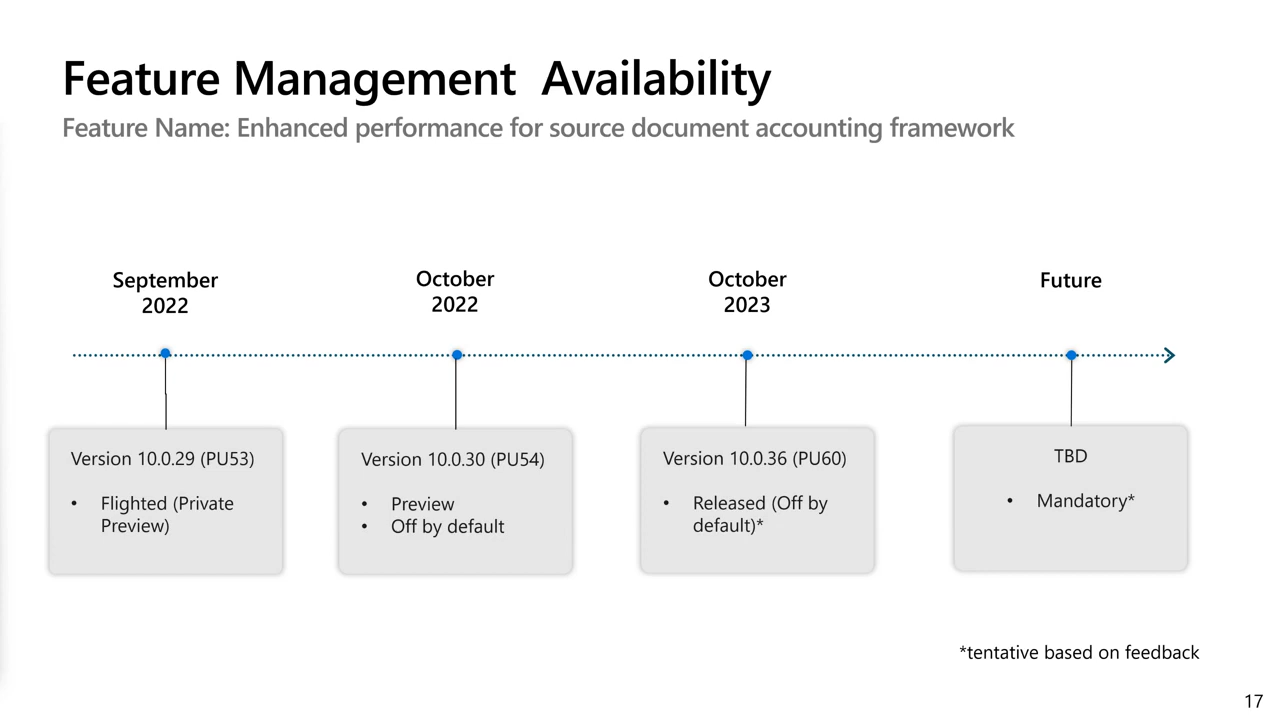 Feature Management  Availability
Feature Name: Enhanced performance for source document accounting framework
September
2022
October
2022
October
2023
Future
Version 10.0.29 (PU53)
• Flighted (Private
Preview)
Version 10.0.30 (PU54)
• Preview
• Off by default
Version 10.0.36 (PU60)
• Released (Off by
default)*
TBD
• Mandatory*
*tentative based on feedback
17